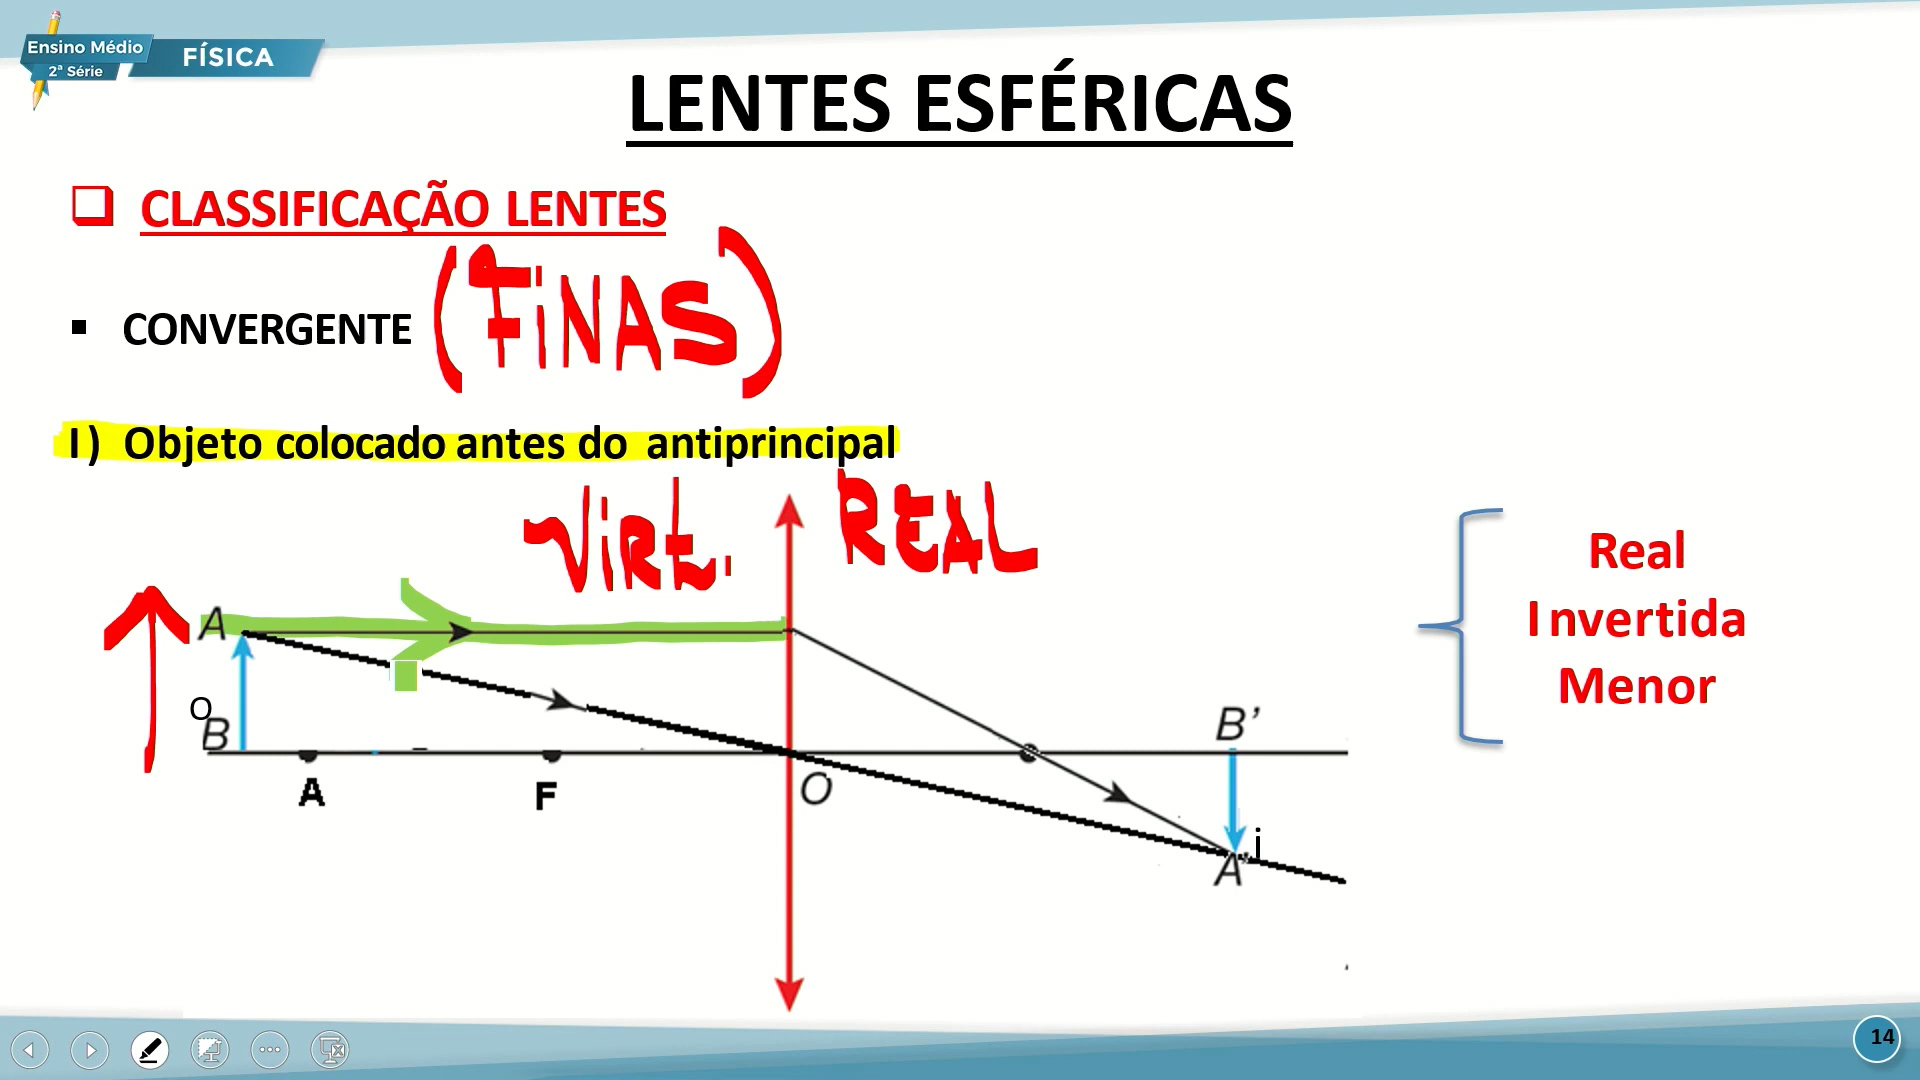 Ensino Médio
2ª Série
FÍSICA
LENTES ESFÉRICAS
CLASSIFICAÇÃO LENTES
CONVERGENTE (FiNAS)
I) Objeto colocado antes do antiprincipal
ViRt. REAL
Real
Invertida
Menor
A
o
B
B’
A F O
i
A'
14